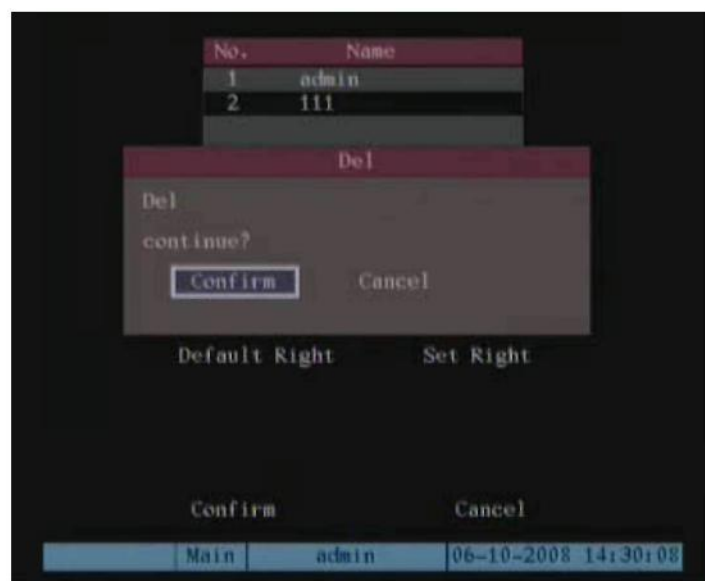 No. Name
1 admin
2 111
Del
Del
continue?
Confirm Cancel
Default Right Set Right
Confirm Cancel
Main admin 06-10-2008 14:30:08